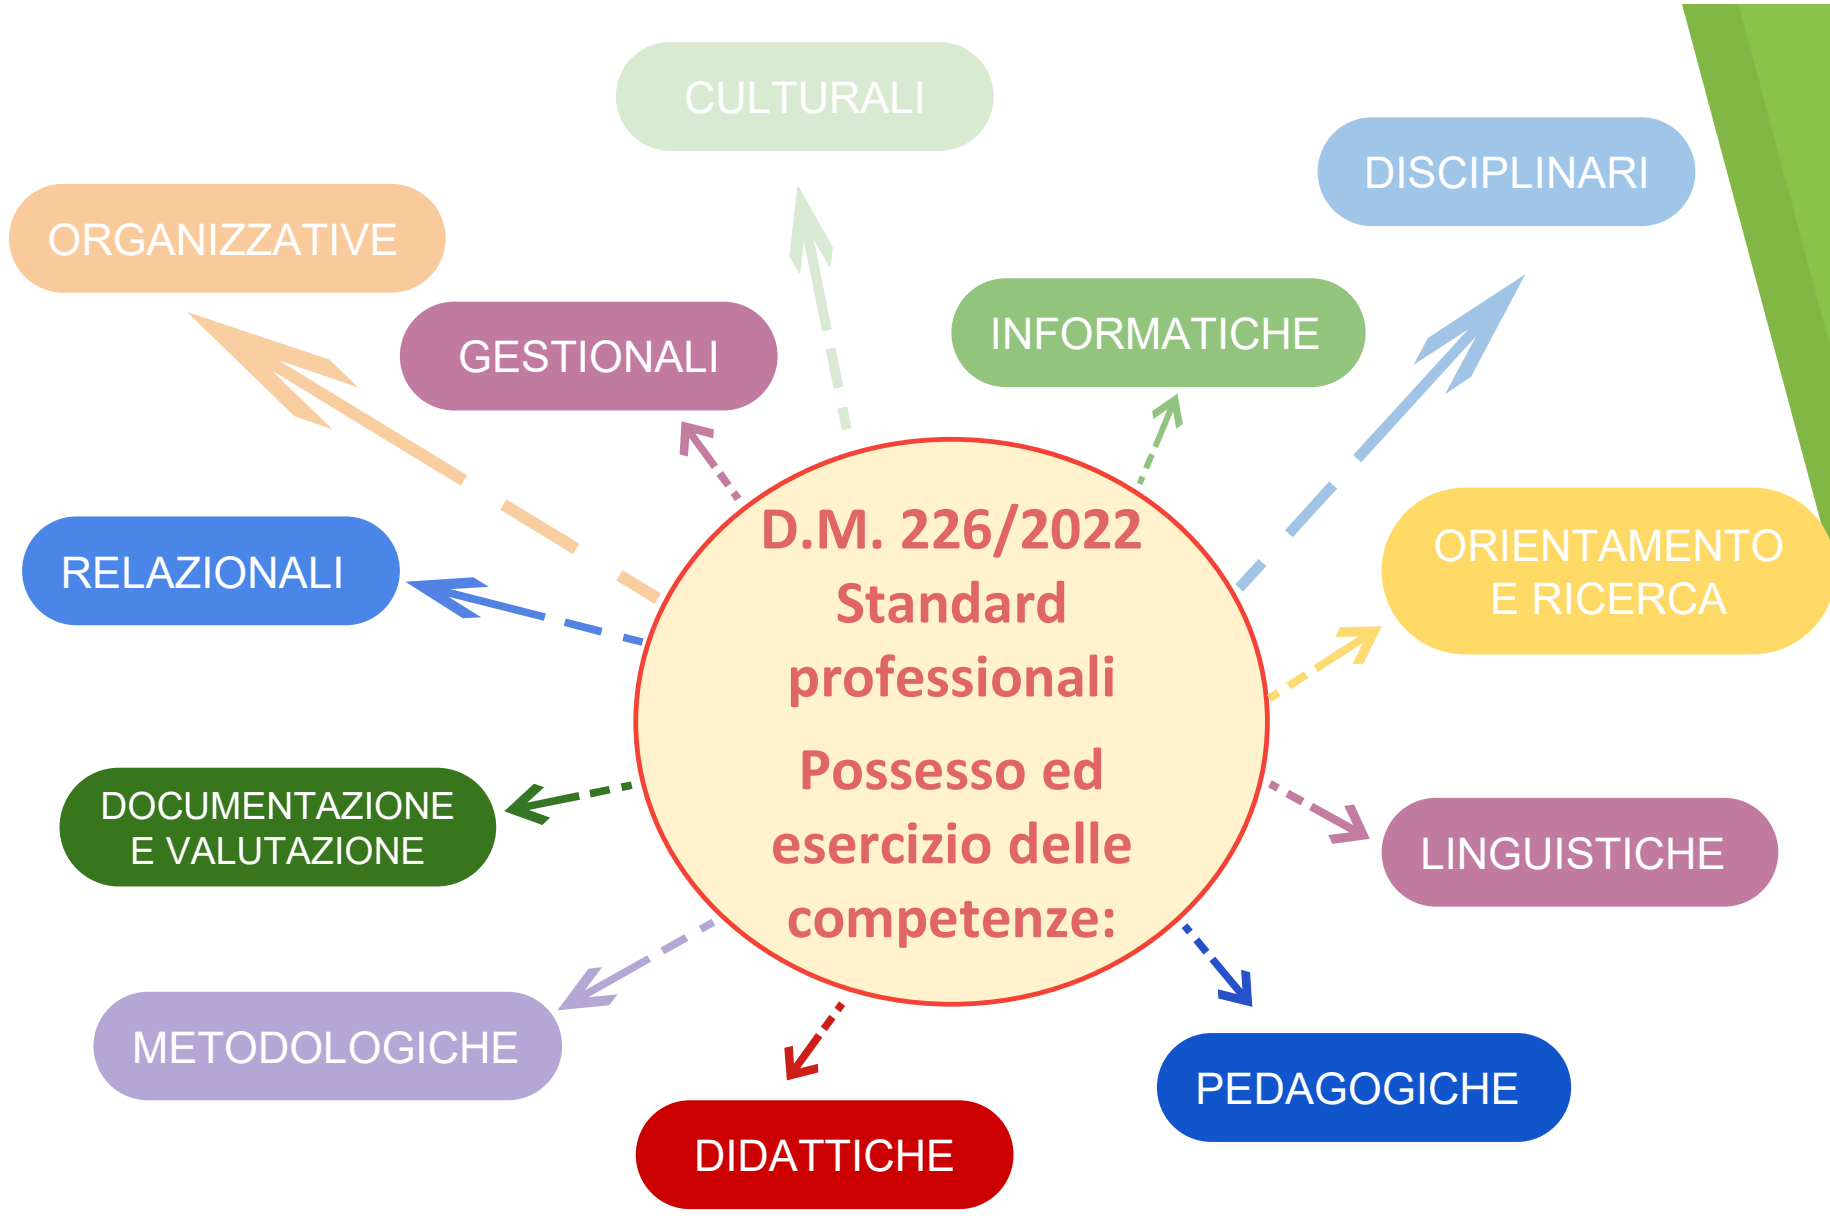 CULTURALI
DISCIPLINARI
ORGANIZZATIVE
GESTIONALI
INFORMATICHE
D.M. 226/2022
Standard
professionali
Possesso ed
esercizio delle
competenze:
RELAZIONALI
ORIENTAMENTO
E RICERCA
DOCUMENTAZIONE
E VALUTAZIONE
LINGUISTICHE
METODOLOGICHE
PEDAGOGICHE
DIDATTICHE